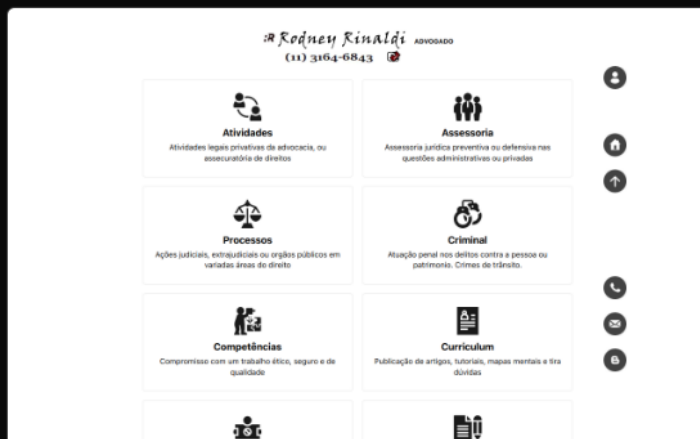 :R Rodney Rinaldi ADVOGADO
(11) 3164-6843
Atividades
Atividades legais privativas da advocacia, ou
assecuratória de direitos
Assessoria
Assessoria jurídica preventiva ou defensiva nas
questões administrativas ou privadas
Processos
Ações judiciais, extrajudiciais ou orgãos públicos em
variadas áreas do direito
Criminal
Atuação penal nos delitos contra a pessoa ou
patrimonio. Crimes de trânsito.
Competências
Compromisso com um trabalho ético, seguro e de
qualidade
Curriculum
Publicação de artigos, tutoriais, mapas mentais e tira
dúvidas